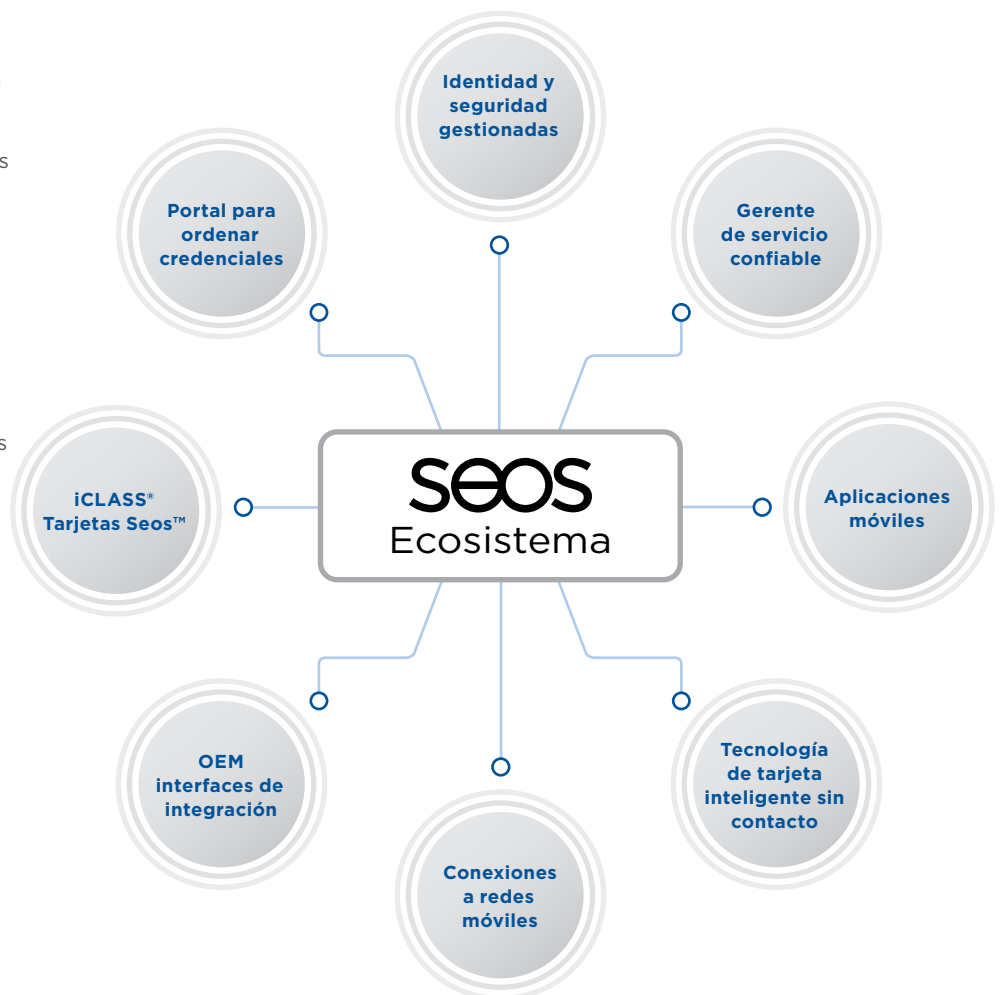 Identidad y
seguridad
gestionadas
Portal para
ordenar
credenciales
Gerente
de servicio
confiable
iCLASS®
Tarjetas Seos™
seos
Ecosistema
Aplicaciones
móviles
OEM
interfaces de
integración
Tecnología
de tarjeta
inteligente sin
contacto
Conexiones
a redes
móviles